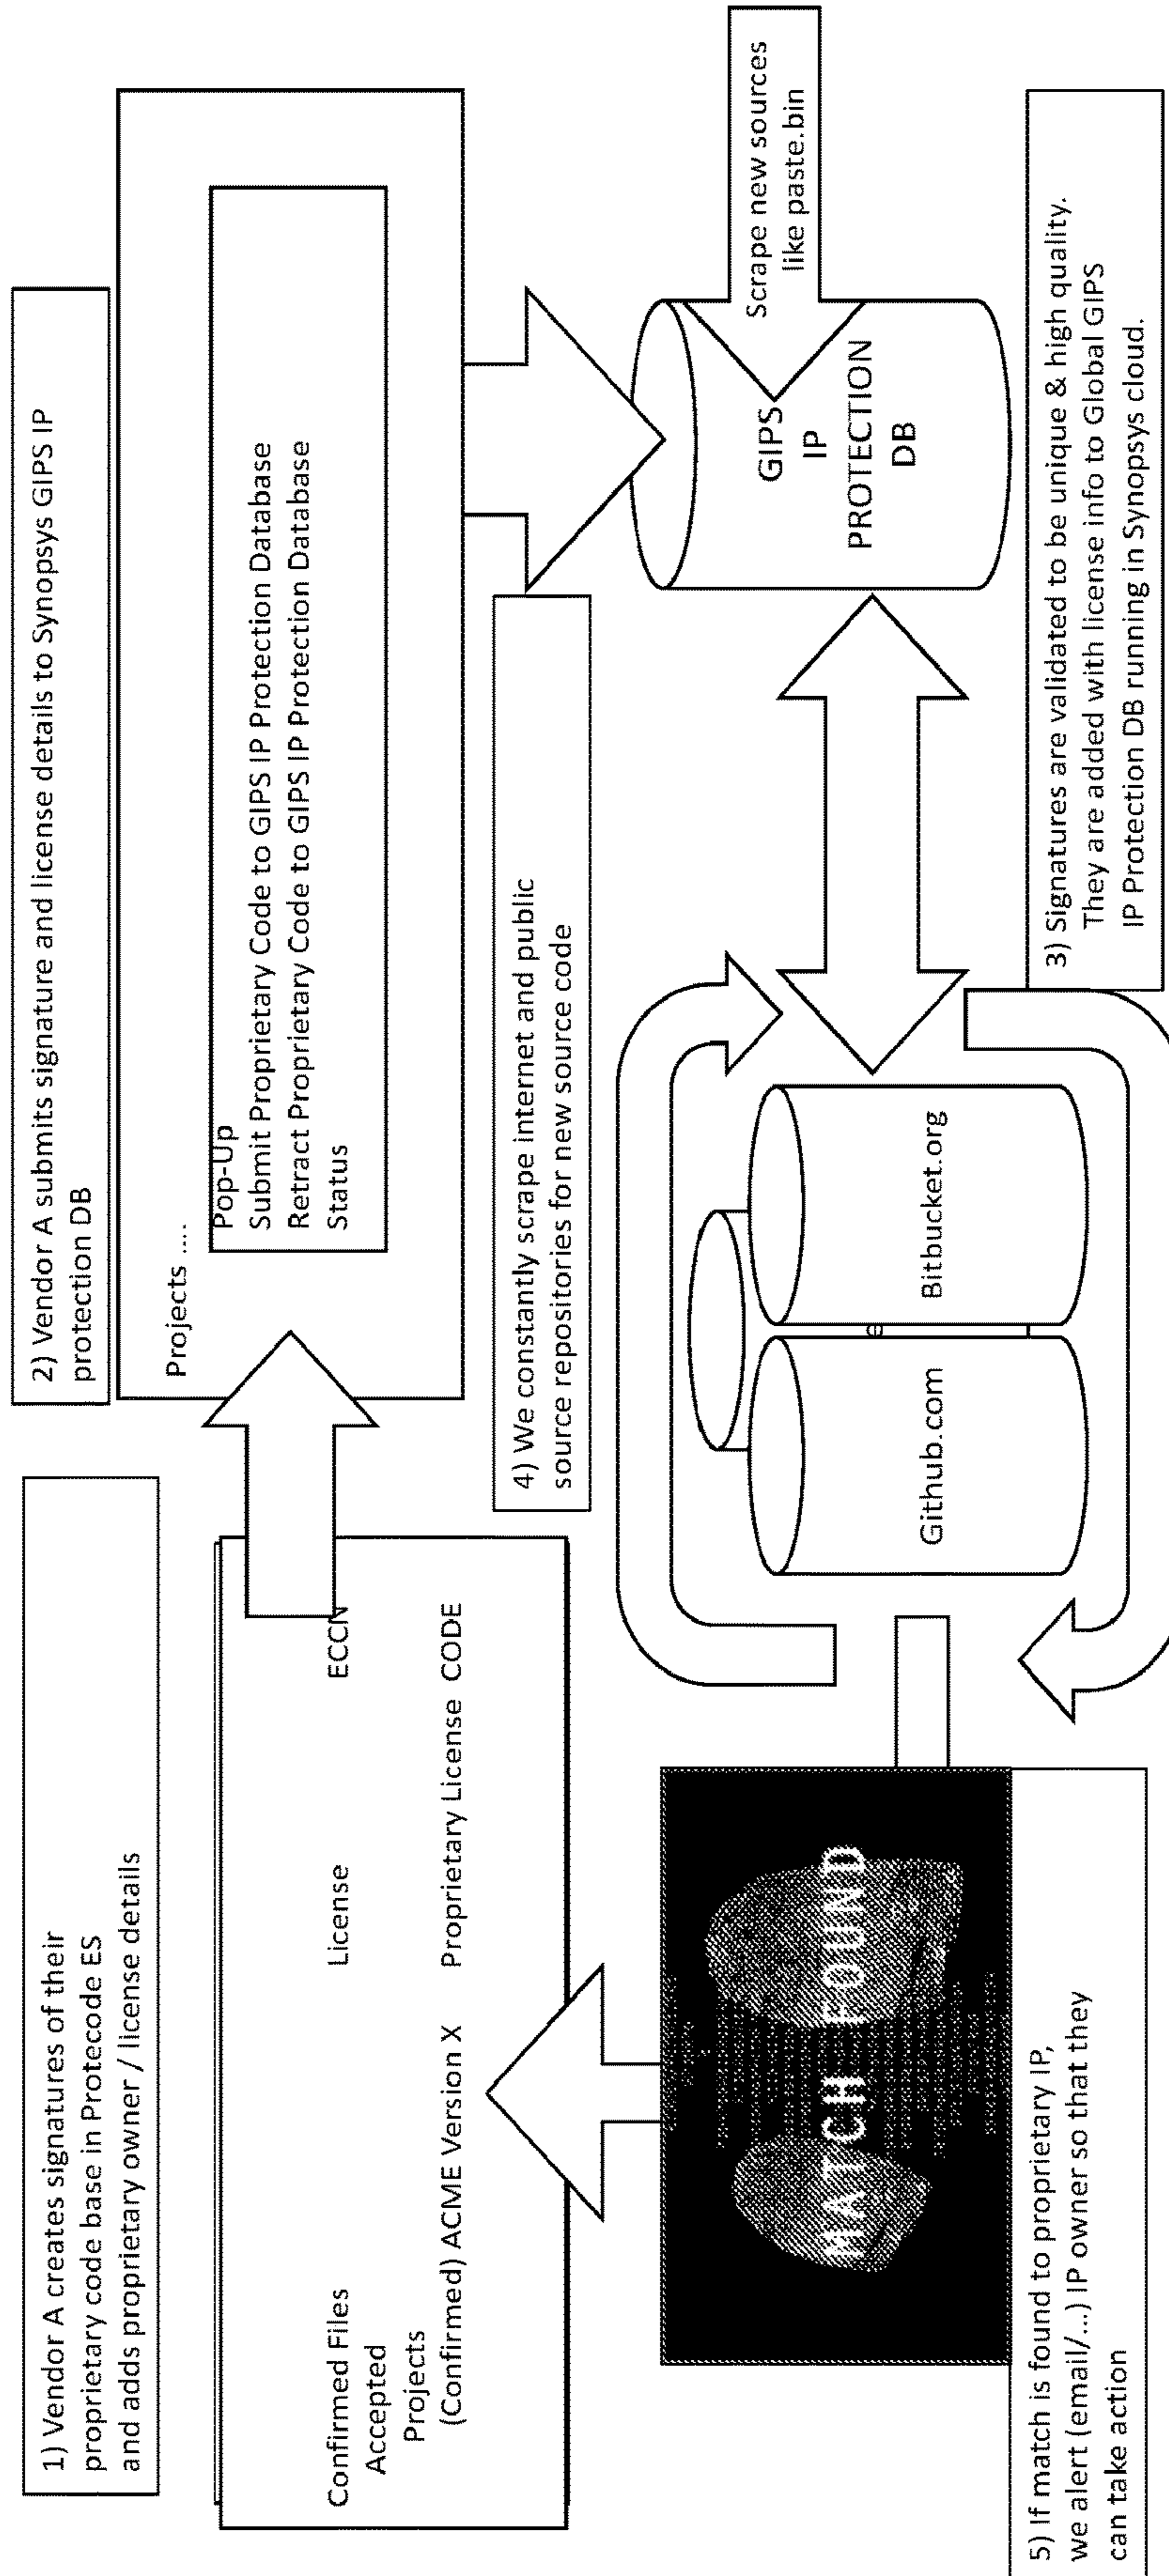 1) Vendor A creates signatures of their
proprietary code base in Protecode ES
and adds proprietary owner / license details
2) Vendor A submits signature and license details to Synopsys GIPS IP
protection DB
Confirmed Files
Accepted
Projects
(Confirmed) ACME Version X
License
Proprietary License
ECCN
CODE
Projects ....
Pop-Up
Submit Proprietary Code to GIPS IP Protection Database
Retract Proprietary Code to GIPS IP Protection Database
Status
4) We constantly scrape internet and public
source repositories for new source code
MATCH FOUND
Github.com
Bitbucket.org
e
GIPS
IP
PROTECTION
DB
Scrape new sources
like paste.bin
5) If match is found to proprietary IP,
we alert (email/...) IP owner so that they
can take action
3) Signatures are validated to be unique & high quality.
They are added with license info to Global GIPS
IP Protection DB running in Synopsys cloud.